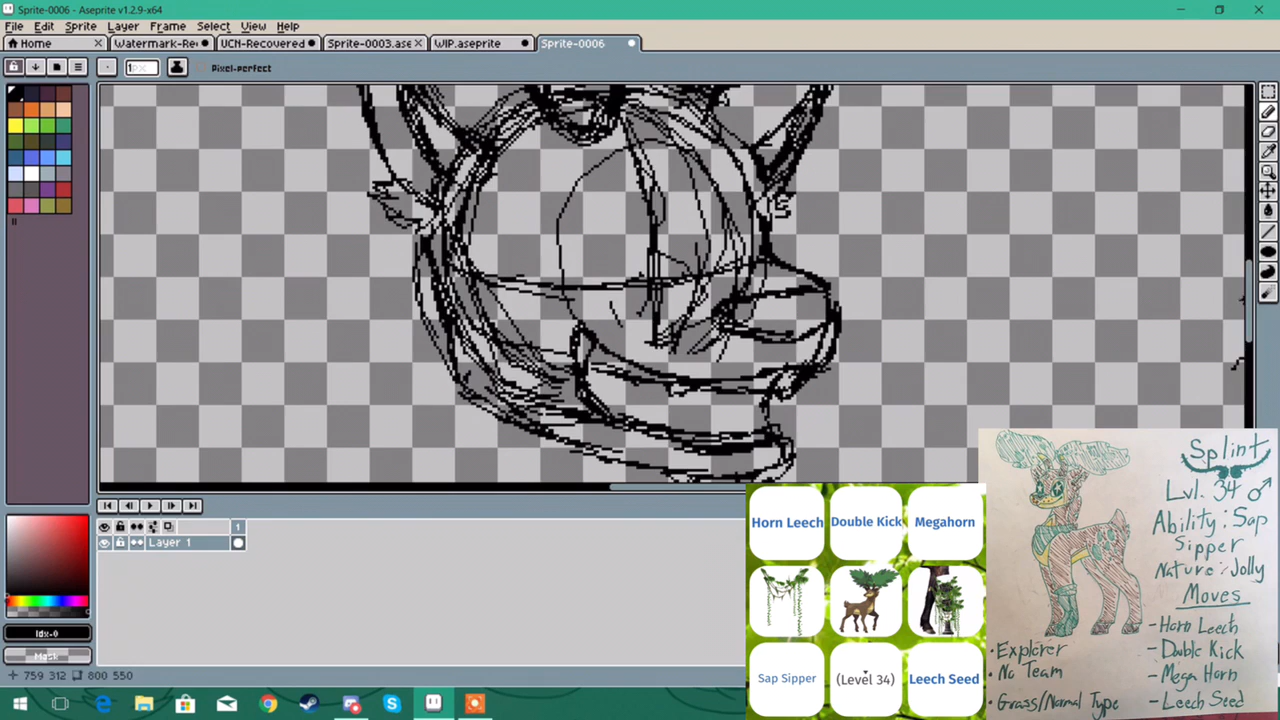 Sprite-0006 - Aseprite v1.2.9-x64
File Edit Sprite Layer Frame Select View Help
Home Watermark-Re UCN-Recovered Sprite-0003.ase WIP.aseprite Sprite-0006
1px Pixel-perfect
1
Layer 1
Idx-0
Mask
759 312 800 550
Horn Leech Double Kick Megahorn
Sap Sipper (Level 34) Leech Seed
Splint
Lvl. 34 ♂
Ability: Sap
Sipper
Nature: Jolly
Moves
- Horn Leech
- Duble Kick
- Mega Horn
- Leech Seed
• Explorer
• No Team
• Grass/Normal Type